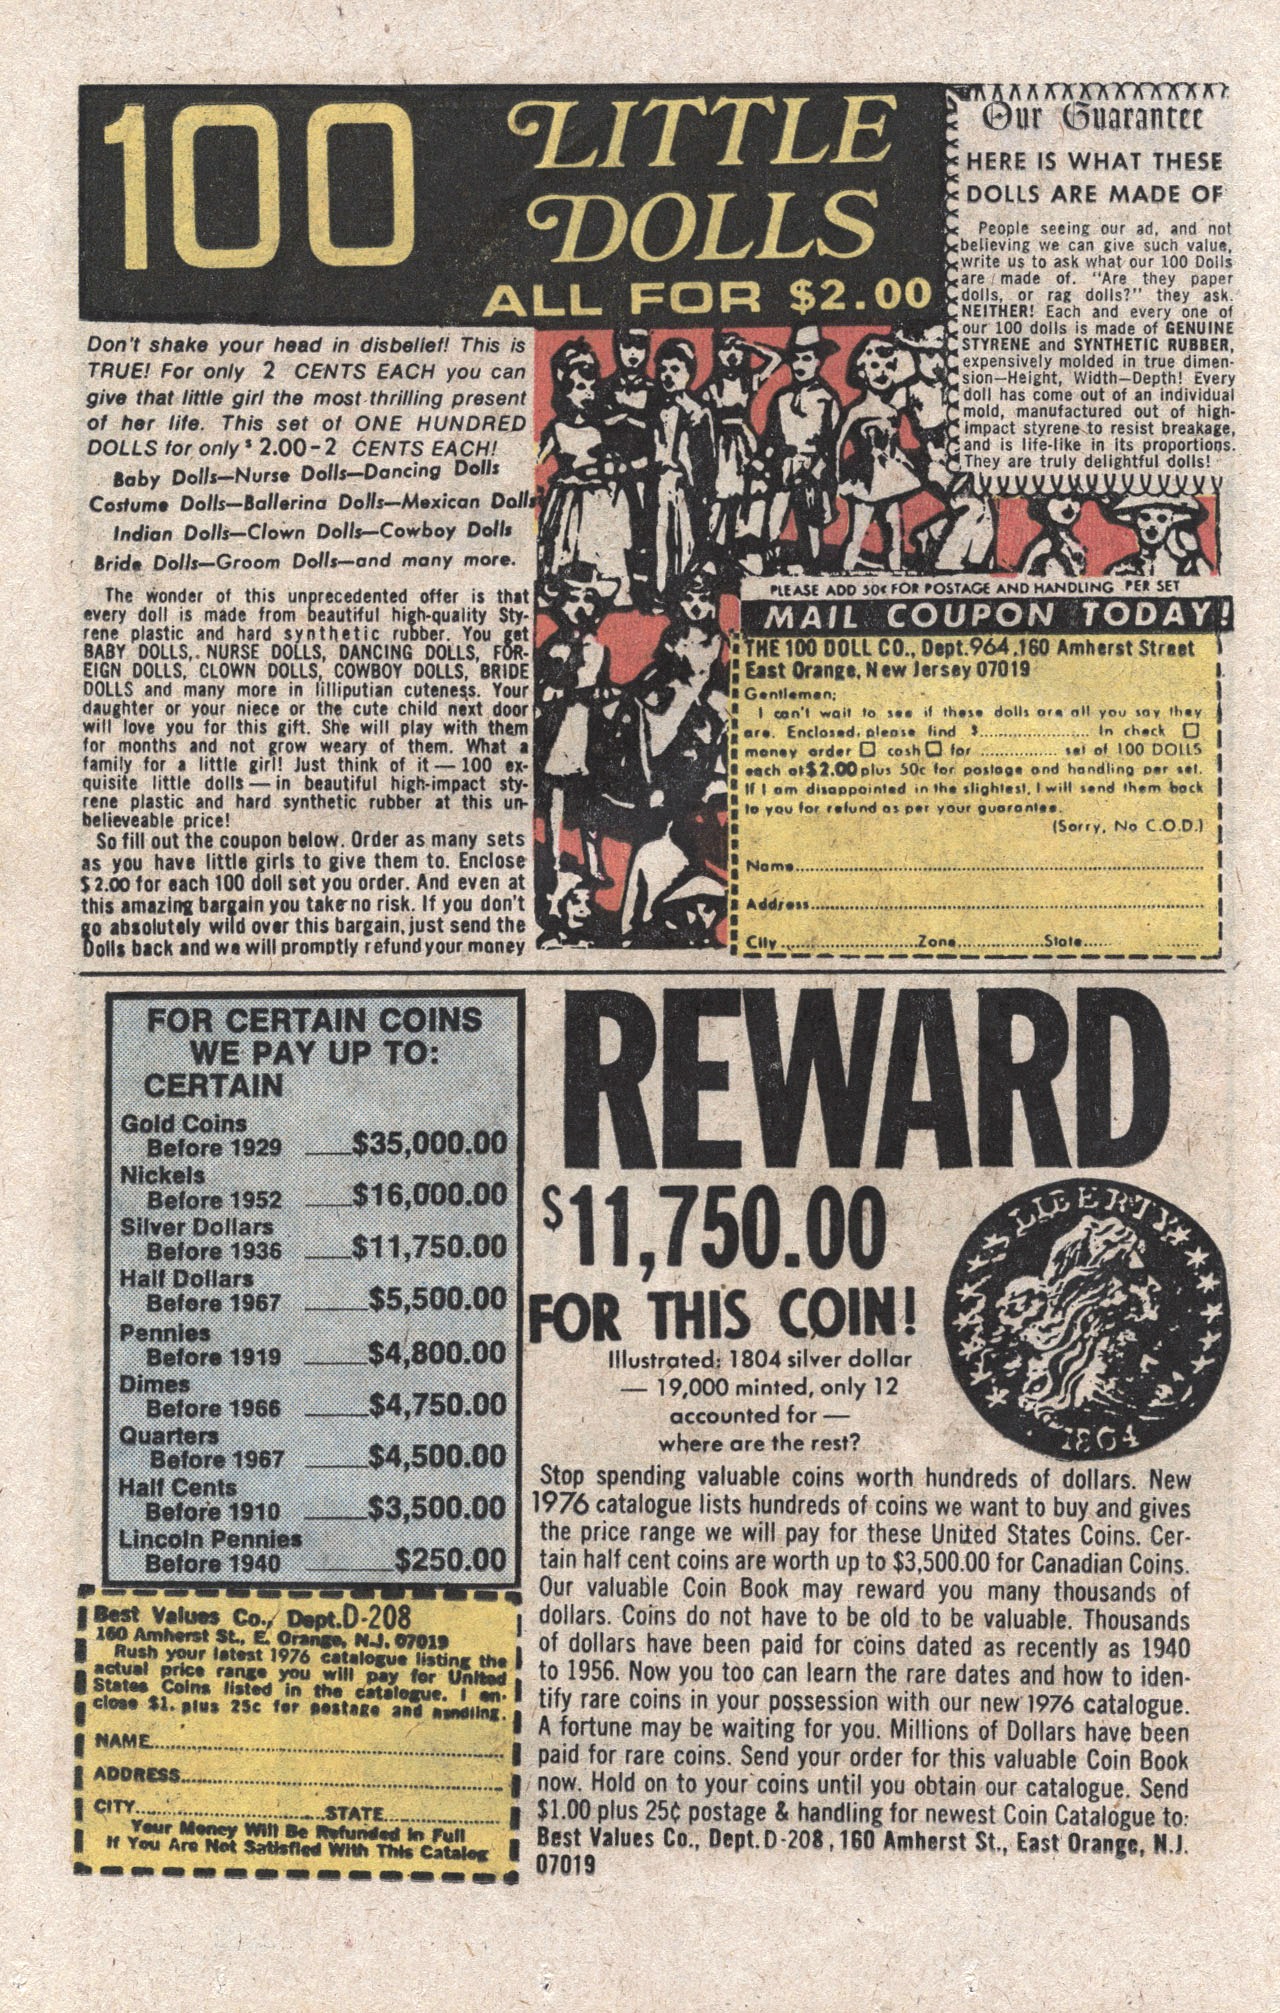 100
LITTLE
DOLLS
ALL FOR $2.00
Our Guarantee
HERE IS WHAT THESE
DOLLS ARE MADE OF
People seeing our ad, and not
believing we can give such value,
write us to ask what our 100 Dolls
are made of. "Are they paper
dolls, or rag dolls?" they ask.
NEITHER! Each and every one of
our 100 dolls is made of GENUINE
STYRENE and SYNTHETIC RUBBER,
expensively molded in true dimen-
sion—Height, Width—Depth! Every
doll has come out of an individual
mold, manufactured out of high-
impact styrene to resist breakage,
and is life-like in its proportions.
They are truly delightful dolls!
Don't shake your head in disbelief! This is
TRUE! For only 2 CENTS EACH you can
give that little girl the most thrilling present
of her life. This set of ONE HUNDRED
DOLLS for only $2.00-2 CENTS EACH!
Baby Dolls—Nurse Dolls—Dancing Dolls
Costume Dolls—Ballerina Dolls—Mexican Dolls
Indian Dolls—Clown Dolls—Cowboy Dolls
Bride Dolls—Groom Dolls—and many more.
The wonder of this unprecedented offer is that
every doll is made from beautiful high-quality Sty-
rene plastic and hard synthetic rubber. You get
BABY DOLLS, NURSE DOLLS, DANCING DOLLS, FOR-
EIGN DOLLS, CLOWN DOLLS, COWBOY DOLLS, BRIDE
DOLLS and many more in lilliputian cuteness. Your
daughter or your niece or the cute child next door
will love you for this gift. She will play with them
for months and not grow weary of them. What a
family for a little girl! Just think of it — 100 ex-
quisite little dolls — in beautiful high-impact sty-
rene plastic and hard synthetic rubber at this un-
believeable price!
So fill out the coupon below. Order as many sets
as you have little girls to give them to. Enclose
$2.00 for each 100 doll set you order. And even at
this amazing bargain you take no risk. If you don't
go absolutely wild over this bargain, just send the
Dolls back and we will promptly refund your money
PLEASE ADD 50¢ FOR POSTAGE AND HANDLING PER SET
MAIL COUPON TODAY!
THE 100 DOLL CO., Dept. 964, 160 Amherst Street
East Orange, New Jersey 07019
Gentlemen;
I can't wait to see if these dolls are all you say they
are. Enclosed, please find $.................... In check ☐
money order ☐ cash ☐ for .............. set of 100 DOLLS
each at $2.00 plus 50c for postage and handling per set.
If I am disappointed in the slightest, I will send them back
to you for refund as per your guarantee.
(Sorry, No C.O.D.)
Name..............................
Address..............................
City ....................Zone................State......
FOR CERTAIN COINS
WE PAY UP TO:
CERTAIN
Gold Coins
Before 1929 ___$35,000.00
Nickels
Before 1952 ___$16,000.00
Silver Dollars
Before 1936 ___$11,750.00
Half Dollars
Before 1967 ___$5,500.00
Pennies
Before 1919 ___$4,800.00
Dimes
Before 1966 ___$4,750.00
Quarters
Before 1967 ___$4,500.00
Half Cents
Before 1910 ___$3,500.00
Lincoln Pennies
Before 1940 ___$250.00
Best Values Co., Dept.D-208
160 Amherst St., E. Orange, N.J. 07019
Rush your latest 1976 catalogue listing the
actual price range you will pay for United
States Coins listed in the catalogue. I en-
close $1. plus 25c for postage and handling.
NAME..............................
ADDRESS..............................
CITY....................STATE..............
Your Money Will Be Refunded In Full
If You Are Not Satisfied With This Catalog
REWARD
$11,750.00
FOR THIS COIN!
LIBERTY
1804
Illustrated: 1804 silver dollar
— 19,000 minted, only 12
accounted for —
where are the rest?
Stop spending valuable coins worth hundreds of dollars. New
1976 catalogue lists hundreds of coins we want to buy and gives
the price range we will pay for these United States Coins. Cer-
tain half cent coins are worth up to $3,500.00 for Canadian Coins.
Our valuable Coin Book may reward you many thousands of
dollars. Coins do not have to be old to be valuable. Thousands
of dollars have been paid for coins dated as recently as 1940
to 1956. Now you too can learn the rare dates and how to iden-
tify rare coins in your possession with our new 1976 catalogue.
A fortune may be waiting for you. Millions of Dollars have been
paid for rare coins. Send your order for this valuable Coin Book
now. Hold on to your coins until you obtain our catalogue. Send
$1.00 plus 25¢ postage & handling for newest Coin Catalogue to:
Best Values Co., Dept. D-208, 160 Amherst St., East Orange, N.J.
07019